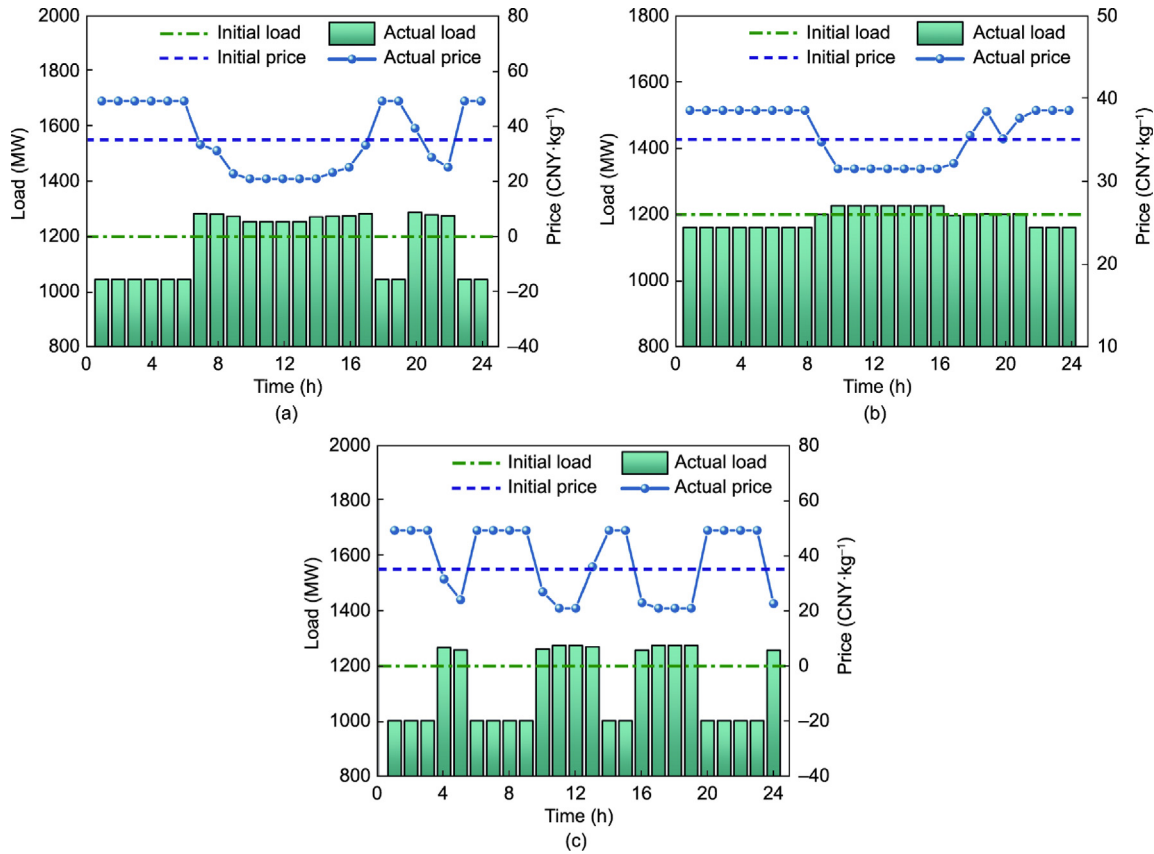 2000
1800
1600
1400
1200
1000
800
Load (MW)
Initial load
Actual load
Initial price
Actual price
80
60
40
20
0
−20
−40
Price (CNY·kg⁻¹)
0 4 8 12 16 20 24
Time (h)
(a)
1800
1600
1400
1200
1000
800
Load (MW)
Initial load
Actual load
Initial price
Actual price
50
40
30
20
10
Price (CNY·kg⁻¹)
0 4 8 12 16 20 24
Time (h)
(b)
2000
1800
1600
1400
1200
1000
800
Load (MW)
Initial load
Actual load
Initial price
Actual price
80
60
40
20
0
−20
−40
Price (CNY·kg⁻¹)
0 4 8 12 16 20 24
Time (h)
(c)